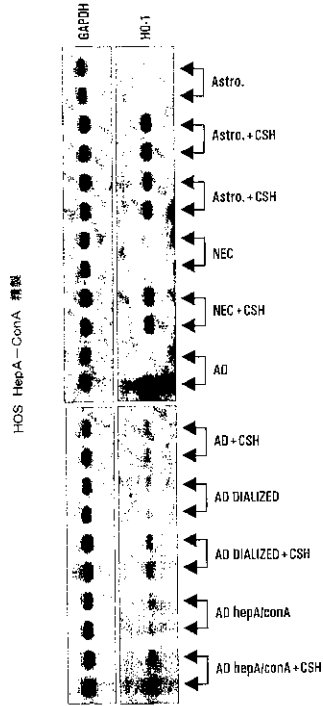 HOS HepA-ConA 精製
GAPDH
HO-1
Astro.
Astro. + CSH
Astro. + CSH
NEC
NEC + CSH
AD
AD + CSH
AD DIALIZED
AD DIALIZED + CSH
AD hepA/conA
AD hepA/conA + CSH